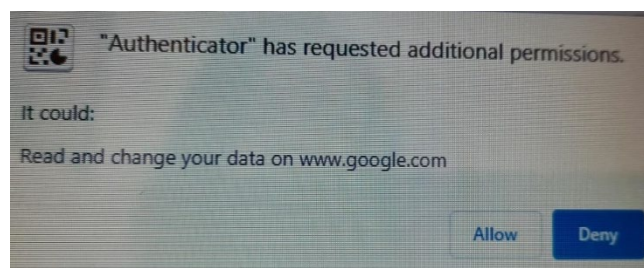 "Authenticator" has requested additional permissions.
It could:
Read and change your data on www.google.com
Allow Deny